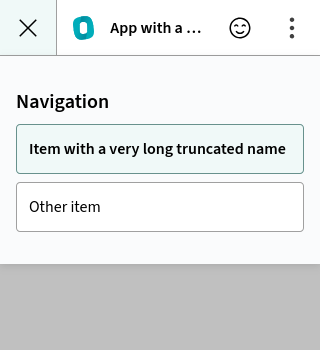 App with a ...
Navigation
Item with a very long truncated name
Other item